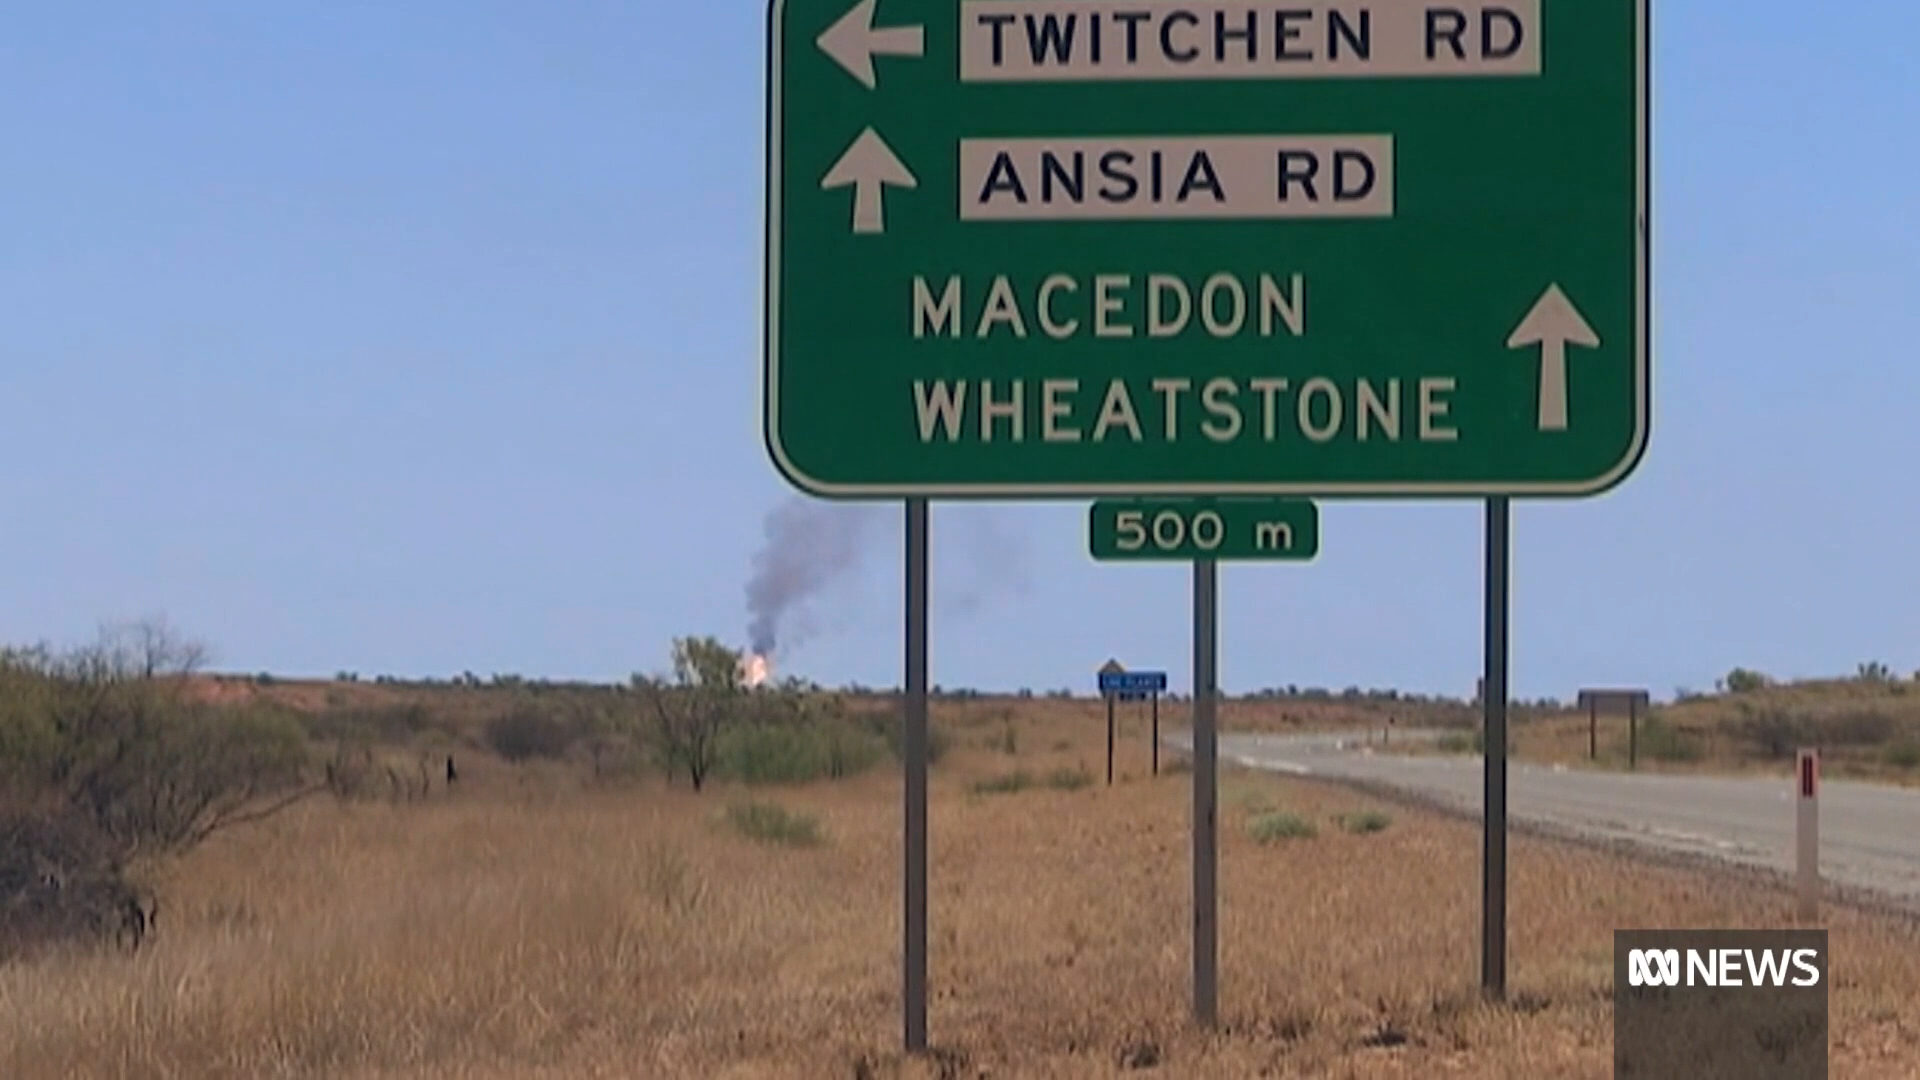 TWITCHEN RD
ANSIA RD
MACEDON
WHEATSTONE
500 m
NEWS